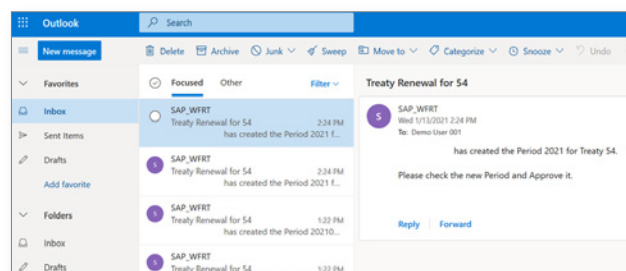 Outlook
Search
New message
Delete Archive Junk Sweep Move to Categorize Snooze Undo
Favorites
Inbox
Sent Items
Drafts
Add favorite
Folders
Inbox
Drafts
Focused Other Filter
SAP_WFRT
Treaty Renewal for 54 2:24 PM
has created the Period 2021 f...
S
SAP_WFRT
Treaty Renewal for 54 2:24 PM
has created the Period 2021 f...
S
SAP_WFRT
Treaty Renewal for 54 1:22 PM
has created the Period 20210...
S
SAP_WFRT
Treaty Renewal for 54 1:22 PM
Treaty Renewal for 54
S
SAP_WFRT
Wed 1/13/2021 2:24 PM
To: Demo User 001
has created the Period 2021 for Treaty 54.
Please check the new Period and Approve it.
Reply Forward